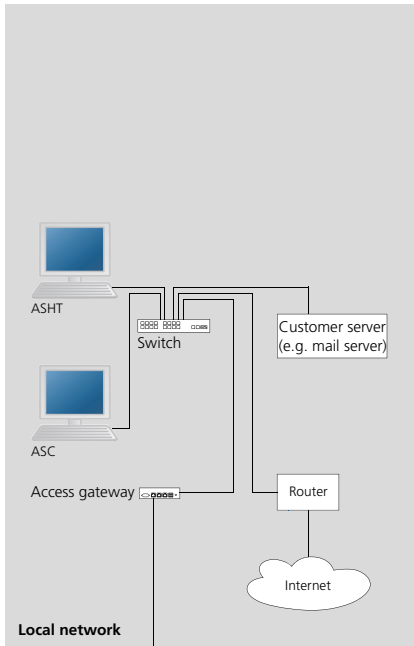 ASHT
Switch
Customer server
(e.g. mail server)
ASC
Access gateway
Router
Internet
Local network